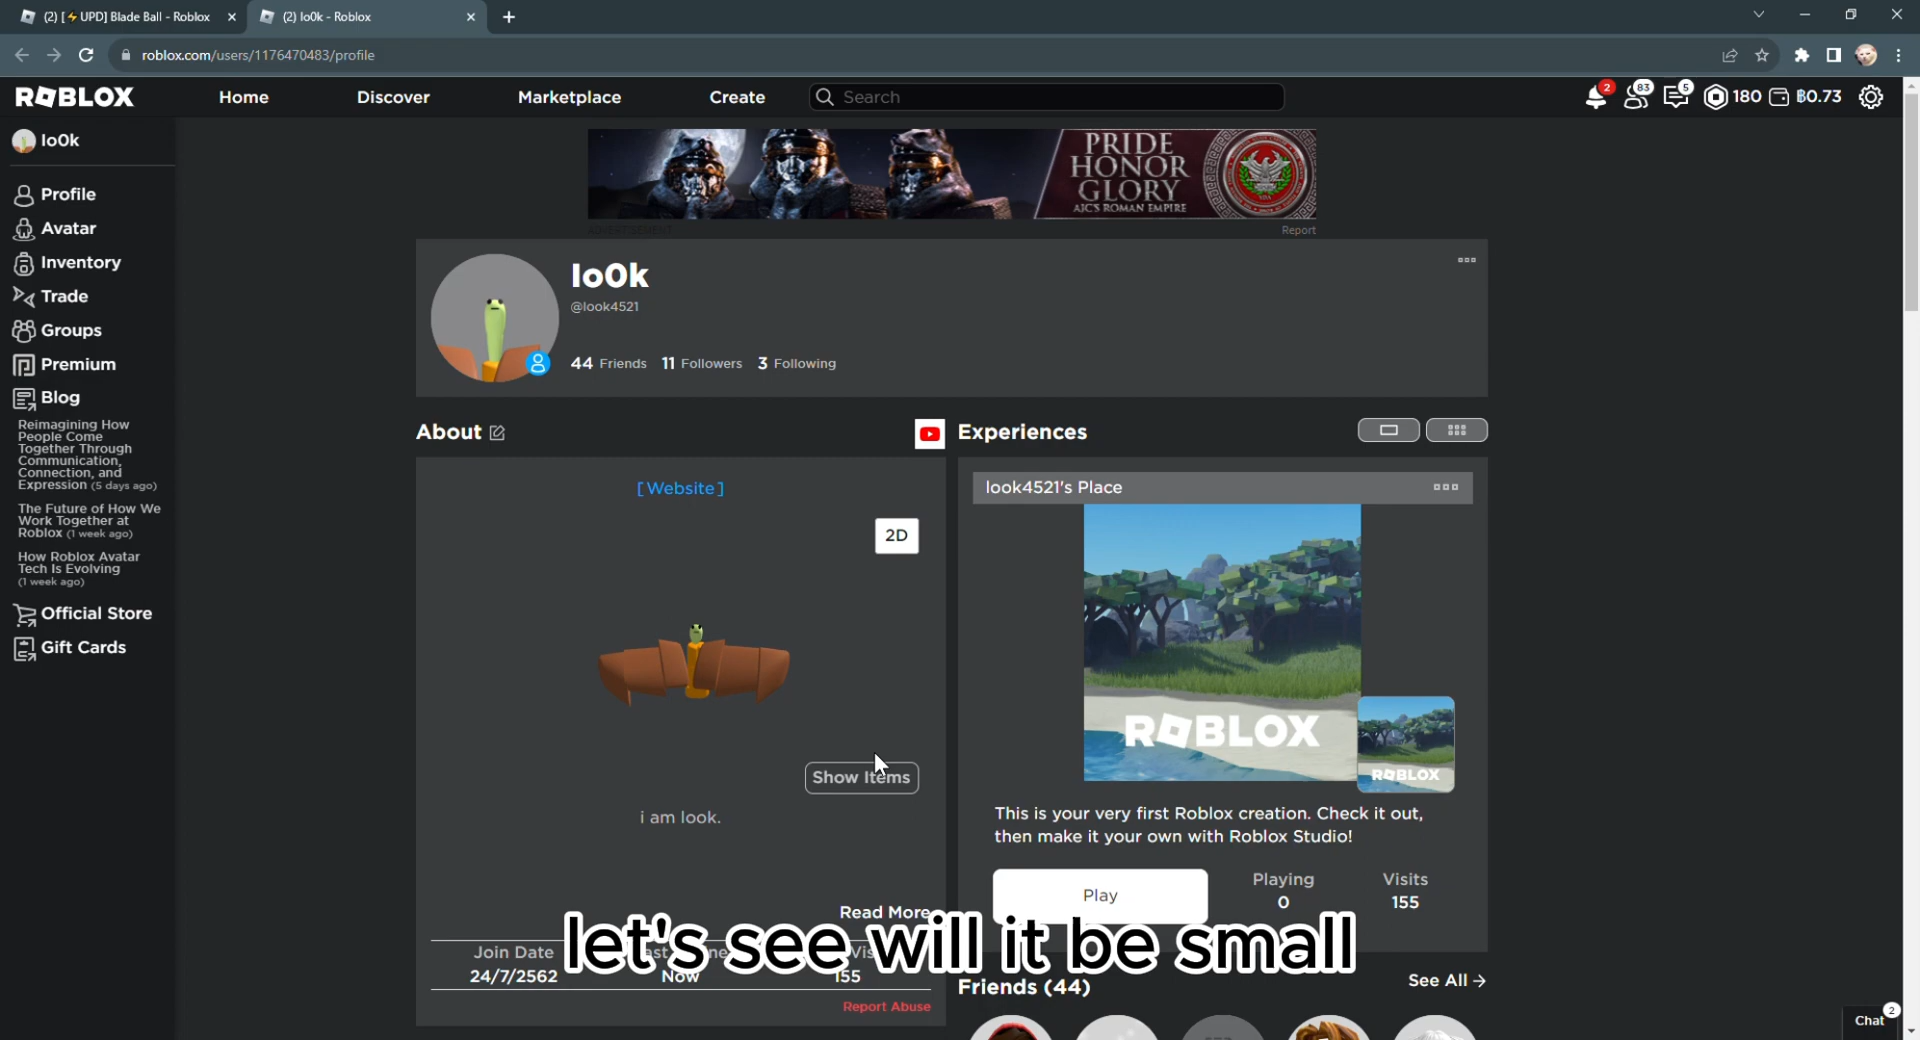 (2) [⚡UPD] Blade Ball - Roblox
(2) lo0k - Roblox
roblox.com/users/1176470483/profile
ROBLOX
Home
Discover
Marketplace
Create
Search
2
83
5
180
฿0.73
lo0k
Profile
Avatar
Inventory
Trade
Groups
Premium
Blog
Reimagining How
People Come
Together Through
Communication,
Connection, and
Expression (5 days ago)
The Future of How We
Work Together at
Roblox (1 week ago)
How Roblox Avatar
Tech Is Evolving
(1 week ago)
Official Store
Gift Cards
PRIDE
HONOR
GLORY
AJC'S ROMAN EMPIRE
ADVERTISEMENT
Report
lo0k
@look4521
44 Friends 11 Followers 3 Following
About
[ Website ]
2D
Show Items
i am look.
Read More
Join Date
24/7/2562
Now
155
Report Abuse
Experiences
look4521's Place
ROBLOX
ROBLOX
This is your very first Roblox creation. Check it out,
then make it your own with Roblox Studio!
Play
Playing
0
Visits
155
let's see will it be small
Friends (44)
See All →
Chat
2